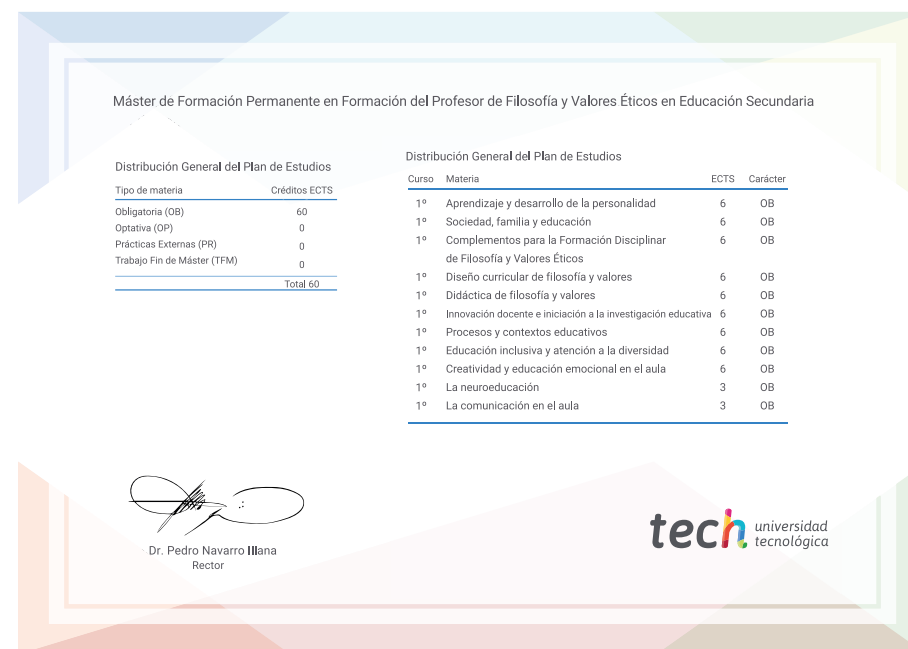 Máster de Formación Permanente en Formación del Profesor de Filosofía y Valores Éticos en Educación Secundaria
Distribución General del Plan de Estudios
Tipo de materia Créditos ECTS
Obligatoria (OB) 60
Optativa (OP) 0
Prácticas Externas (PR) 0
Trabajo Fin de Máster (TFM) 0
Total 60
Distribución General del Plan de Estudios
Curso Materia ECTS Carácter
1º Aprendizaje y desarrollo de la personalidad 6 OB
1º Sociedad, familia y educación 6 OB
1º Complementos para la Formación Disciplinar 6 OB
de Filosofía y Valores Éticos
1º Diseño curricular de filosofía y valores 6 OB
1º Didáctica de filosofía y valores 6 OB
1º Innovación docente e iniciación a la investigación educativa 6 OB
1º Procesos y contextos educativos 6 OB
1º Educación inclusiva y atención a la diversidad 6 OB
1º Creatividad y educación emocional en el aula 6 OB
1º La neuroeducación 3 OB
1º La comunicación en el aula 3 OB
Dr. Pedro Navarro Illana
Rector
tech universidad
tecnológica